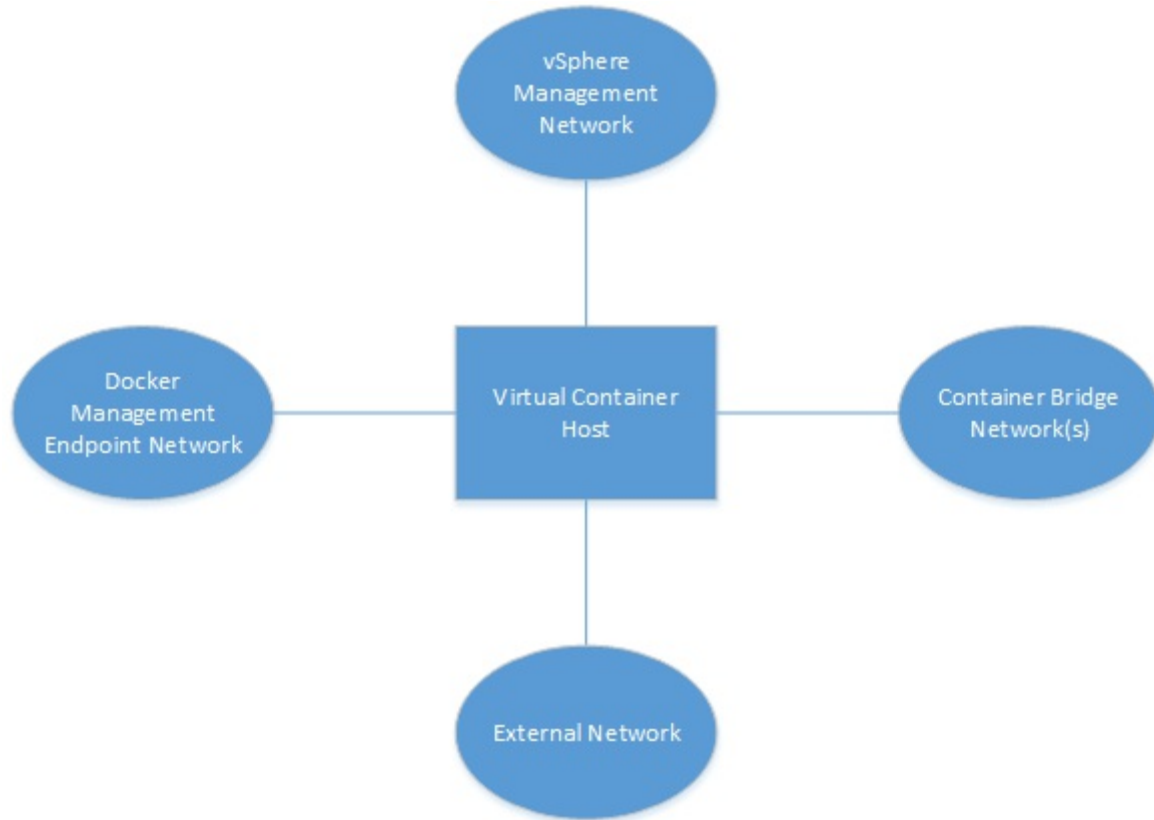 vSphere
Management
Network
Docker
Management
Endpoint Network
Virtual Container
Host
Container Bridge
Network(s)
External Network